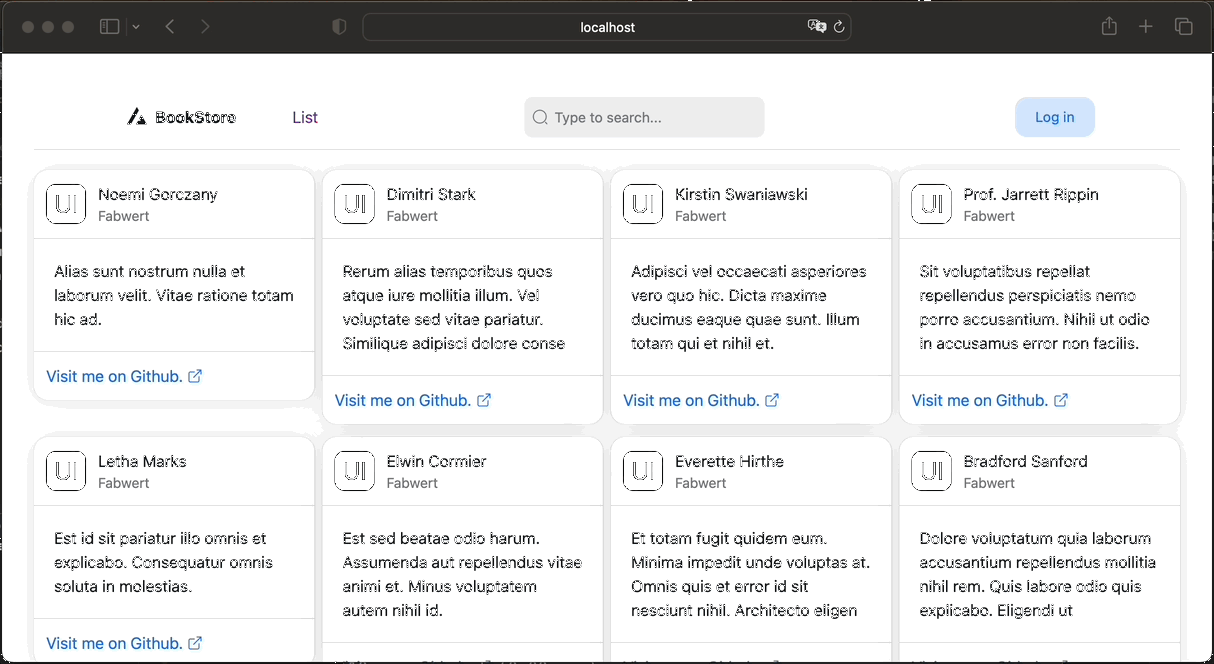 localhost
BookStore
List
Type to search...
Log in
UI
Noemi Gorczany
Fabwert
Alias sunt nostrum nulla et
laborum velit. Vitae ratione totam
hic ad.
Visit me on Github.
UI
Dimitri Stark
Fabwert
Rerum alias temporibus quos
atque iure mollitia illum. Vel
voluptate sed vitae pariatur.
Similique adipisci dolore conse
Visit me on Github.
UI
Kirstin Swaniawski
Fabwert
Adipisci vel occaecati asperiores
vero quo hic. Dicta maxime
ducimus eaque quae sunt. Illum
totam qui et nihil et.
Visit me on Github.
UI
Prof. Jarrett Rippin
Fabwert
Sit voluptatibus repellat
repellendus perspiciatis nemo
porro accusantium. Nihil ut odio
in accusamus error non facilis.
Visit me on Github.
UI
Letha Marks
Fabwert
Est id sit pariatur illo omnis et
explicabo. Consequatur omnis
soluta in molestias.
Visit me on Github.
UI
Elwin Cormier
Fabwert
Est sed beatae odio harum.
Assumenda aut repellendus vitae
animi et. Minus voluptatem
autem nihil id.
UI
Everette Hirthe
Fabwert
Et totam fugit quidem eum.
Minima impedit unde voluptas at.
Omnis quis et error id sit
nesciunt nihil. Architecto eligen
UI
Bradford Sanford
Fabwert
Dolore voluptatum quia laborum
accusantium repellendus mollitia
nihil rem. Quis labore odio quis
explicabo. Eligendi ut